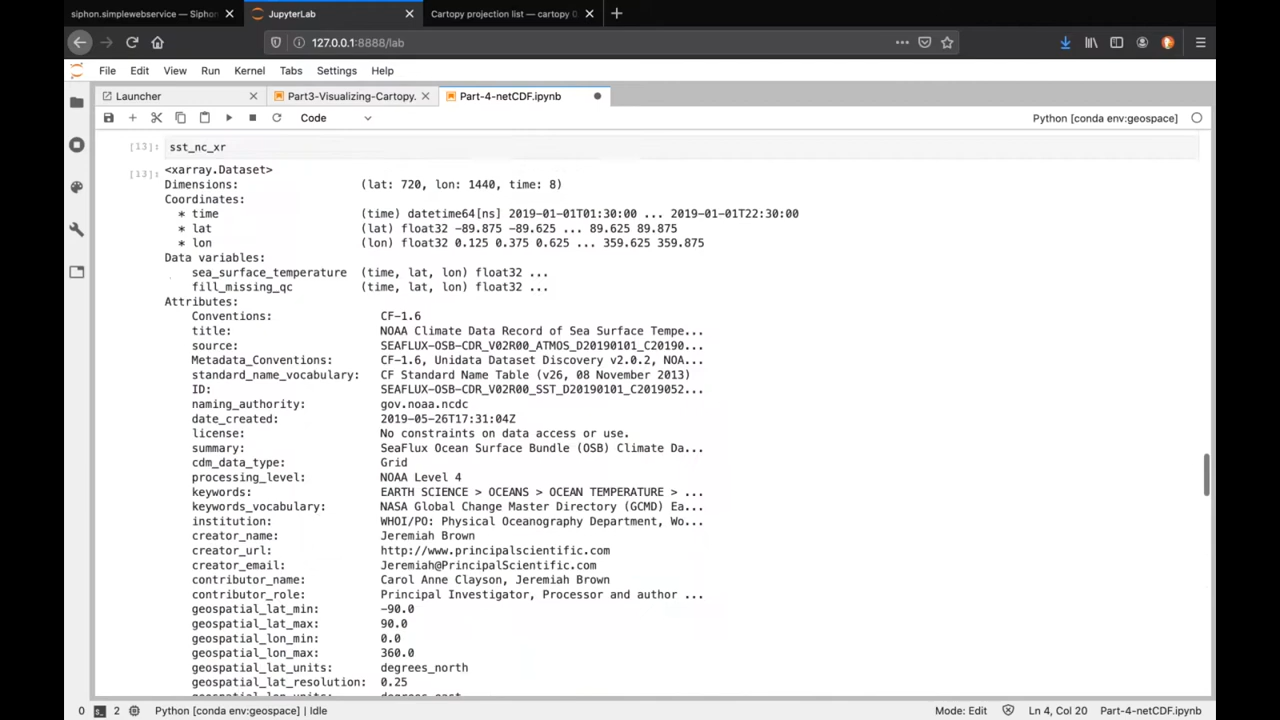 siphon.simplewebservice — Siphon
JupyterLab
Cartopy projection list — cartopy 0
127.0.0.1:8888/lab
File Edit View Run Kernel Tabs Settings Help
Launcher
Part3-Visualizing-Cartopy.
Part-4-netCDF.ipynb
Code
Python [conda env:geospace]
[13]: sst_nc_xr
[13]: <xarray.Dataset>
Dimensions: (lat: 720, lon: 1440, time: 8)
Coordinates:
* time (time) datetime64[ns] 2019-01-01T01:30:00 ... 2019-01-01T22:30:00
* lat (lat) float32 -89.875 -89.625 ... 89.625 89.875
* lon (lon) float32 0.125 0.375 0.625 ... 359.625 359.875
Data variables:
sea_surface_temperature (time, lat, lon) float32 ...
fill_missing_qc (time, lat, lon) float32 ...
Attributes:
Conventions: CF-1.6
title: NOAA Climate Data Record of Sea Surface Tempe...
source: SEAFLUX-OSB-CDR_V02R00_ATMOS_D20190101_C20190...
Metadata_Conventions: CF-1.6, Unidata Dataset Discovery v2.0.2, NOA...
standard_name_vocabulary: CF Standard Name Table (v26, 08 November 2013)
ID: SEAFLUX-OSB-CDR_V02R00_SST_D20190101_C2019052...
naming_authority: gov.noaa.ncdc
date_created: 2019-05-26T17:31:04Z
license: No constraints on data access or use.
summary: SeaFlux Ocean Surface Bundle (OSB) Climate Da...
cdm_data_type: Grid
processing_level: NOAA Level 4
keywords: EARTH SCIENCE > OCEANS > OCEAN TEMPERATURE > ...
keywords_vocabulary: NASA Global Change Master Directory (GCMD) Ea...
institution: WHOI/PO: Physical Oceanography Department, Wo...
creator_name: Jeremiah Brown
creator_url: http://www.principalscientific.com
creator_email: Jeremiah@PrincipalScientific.com
contributor_name: Carol Anne Clayson, Jeremiah Brown
contributor_role: Principal Investigator, Processor and author ...
geospatial_lat_min: -90.0
geospatial_lat_max: 90.0
geospatial_lon_min: 0.0
geospatial_lon_max: 360.0
geospatial_lat_units: degrees_north
geospatial_lat_resolution: 0.25
geospatial_lon_units: degrees_east
0 2 Python [conda env:geospace] | Idle Mode: Edit Ln 4, Col 20 Part-4-netCDF.ipynb